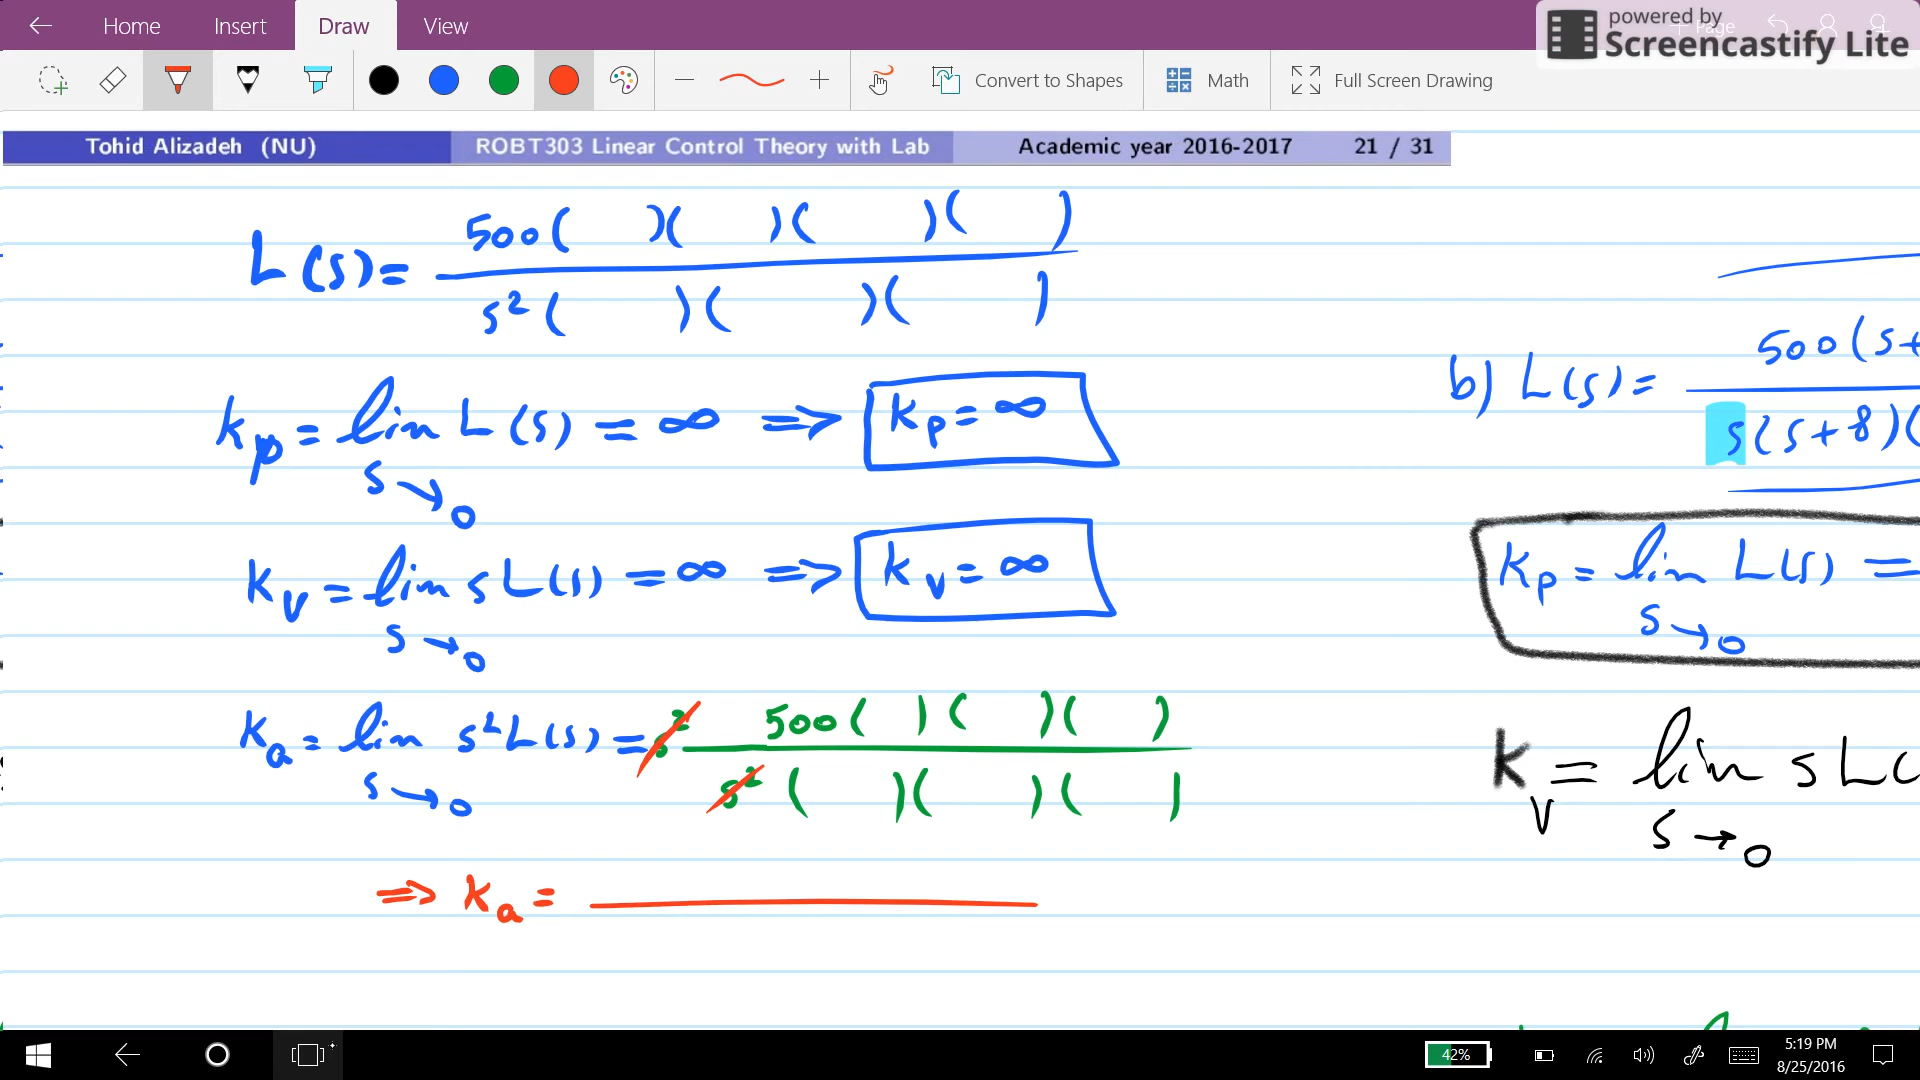 Home Insert Draw View
+ Page
powered by
Screencastify Lite
Convert to Shapes Math Full Screen Drawing
Tohid Alizadeh (NU) ROBT303 Linear Control Theory with Lab Academic year 2016-2017 21 / 31
L(s) = 500( )( )( )( ) / s²( )( )( )
kp = lim s→0 L(s) = ∞ => kp = ∞
kv = lim s→0 sL(s) = ∞ => kv = ∞
ka = lim s→0 s²L(s) = s² 500( )( )( ) / s²( )( )( )
=> ka =
b) L(s) = 500(s+ / s(s+8)(
Kp = lim s→0 L(s) =
Kv = lim s→0 sL(
42% 5:19 PM
8/25/2016